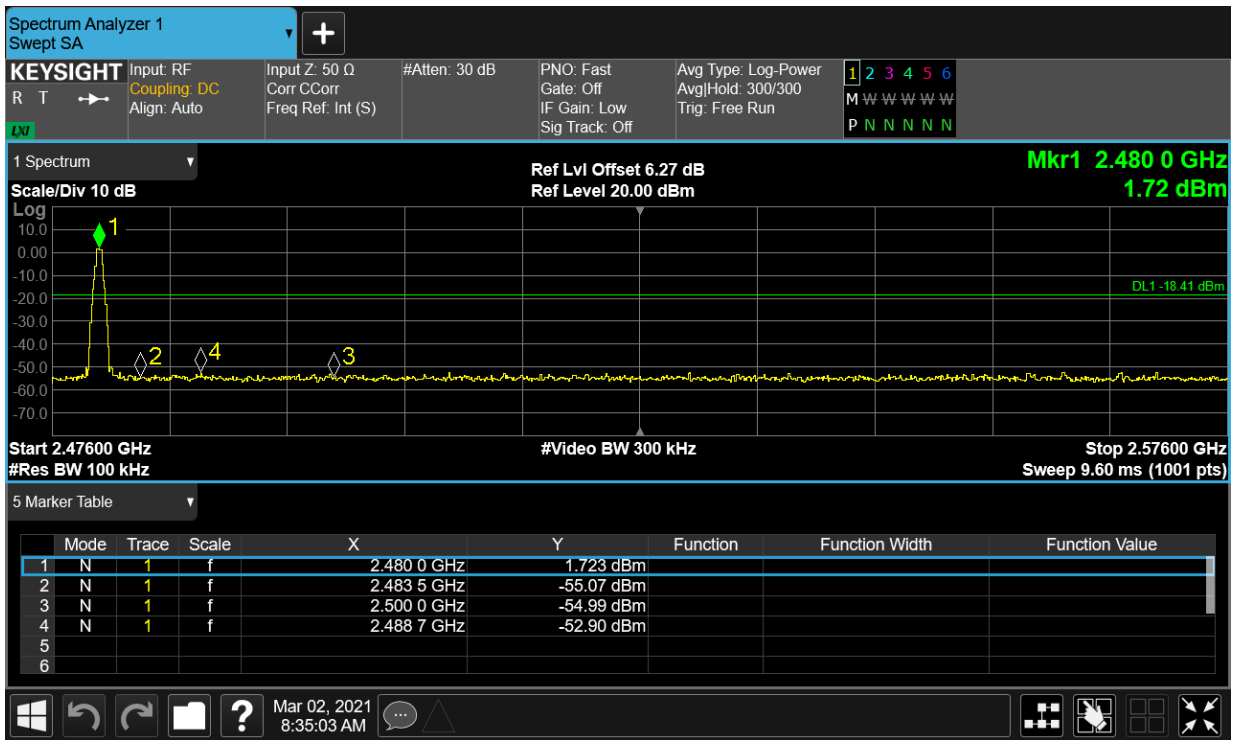 Spectrum Analyzer 1
Swept SA
+
KEYSIGHT
R T
LXI
Input: RF
Coupling: DC
Align: Auto
Input Z: 50 Ω
Corr CCorr
Freq Ref: Int (S)
#Atten: 30 dB
PNO: Fast
Gate: Off
IF Gain: Low
Sig Track: Off
Avg Type: Log-Power
Avg|Hold: 300/300
Trig: Free Run
1 2 3 4 5 6
M W W W W W
P N N N N N
1 Spectrum
Scale/Div 10 dB
Ref Lvl Offset 6.27 dB
Ref Level 20.00 dBm
Mkr1 2.480 0 GHz
1.72 dBm
Log
10.0
0.00
-10.0
-20.0
-30.0
-40.0
-50.0
-60.0
-70.0
1
2
4
3
DL1 -18.41 dBm
Start 2.47600 GHz
#Res BW 100 kHz
#Video BW 300 kHz
Stop 2.57600 GHz
Sweep 9.60 ms (1001 pts)
5 Marker Table
Mode Trace Scale X Y Function Function Width Function Value
1 N 1 f 2.480 0 GHz 1.723 dBm
2 N 1 f 2.483 5 GHz -55.07 dBm
3 N 1 f 2.500 0 GHz -54.99 dBm
4 N 1 f 2.488 7 GHz -52.90 dBm
5
6
?
Mar 02, 2021
8:35:03 AM